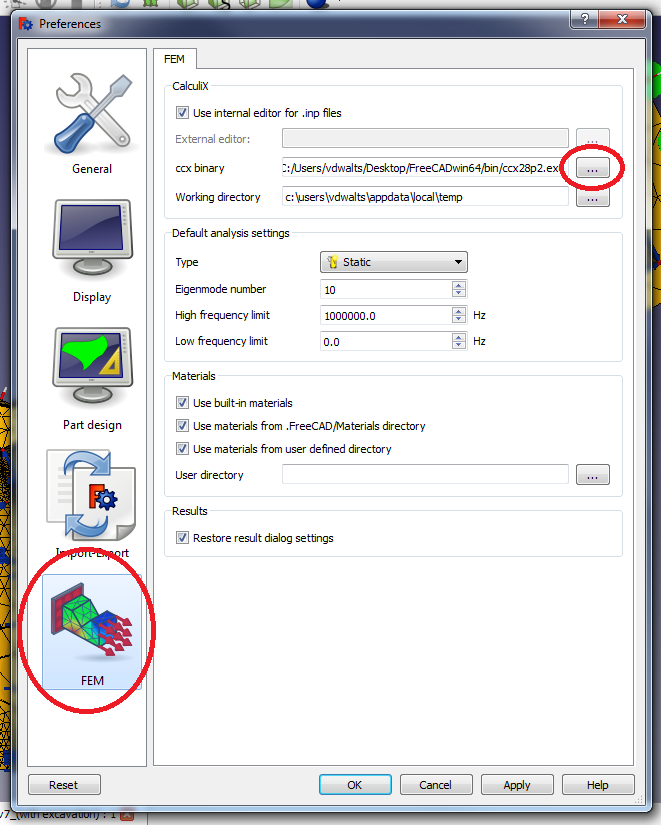 Preferences
FEM
CalculiX
Use internal editor for .inp files
External editor:
...
ccx binary
C:/Users/vdwalts/Desktop/FreeCADwin64/bin/ccx28p2.ex
...
Working directory
c:\users\vdwalts\appdata\local\temp
...
General
Default analysis settings
Type
Static
Eigenmode number
10
High frequency limit
1000000.0
Hz
Low frequency limit
0.0
Hz
Display
Materials
Use built-in materials
Use materials from .FreeCAD/Materials directory
Use materials from user defined directory
User directory
...
Part design
Results
Restore result dialog settings
Import-Export
FEM
Reset
OK
Cancel
Apply
Help
v7_(with excavation) : 1